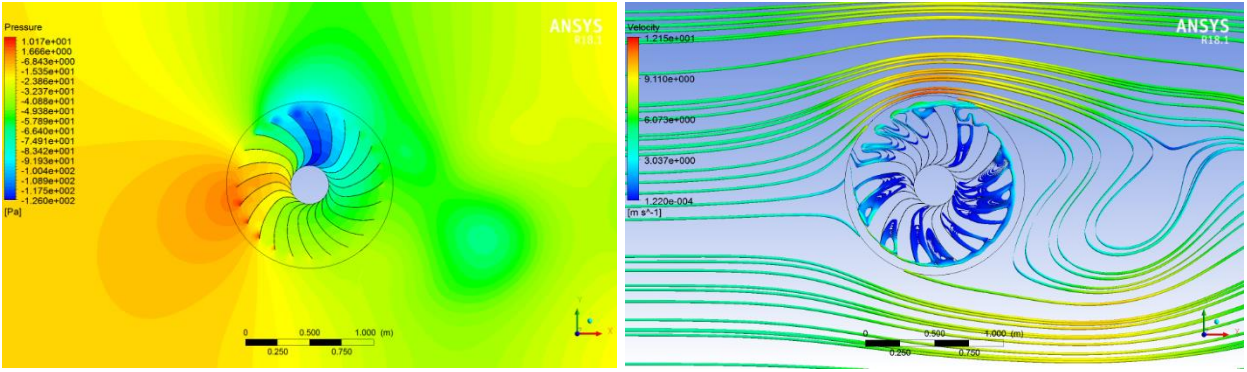 Pressure
1.017e+001
1.666e+000
-6.843e+000
-1.535e+001
-2.386e+001
-3.237e+001
-4.088e+001
-4.938e+001
-5.789e+001
-6.640e+001
-7.491e+001
-8.342e+001
-9.193e+001
-1.004e+002
-1.089e+002
-1.175e+002
-1.260e+002
[Pa]
ANSYS
R18.1
Y
X
0 0.500 1.000 (m)
0.250 0.750
Velocity
1.215e+001
9.110e+000
6.073e+000
3.037e+000
1.220e-004
[m s^-1]
ANSYS
R18.1
Y
X
0 0.500 1.000 (m)
0.250 0.750